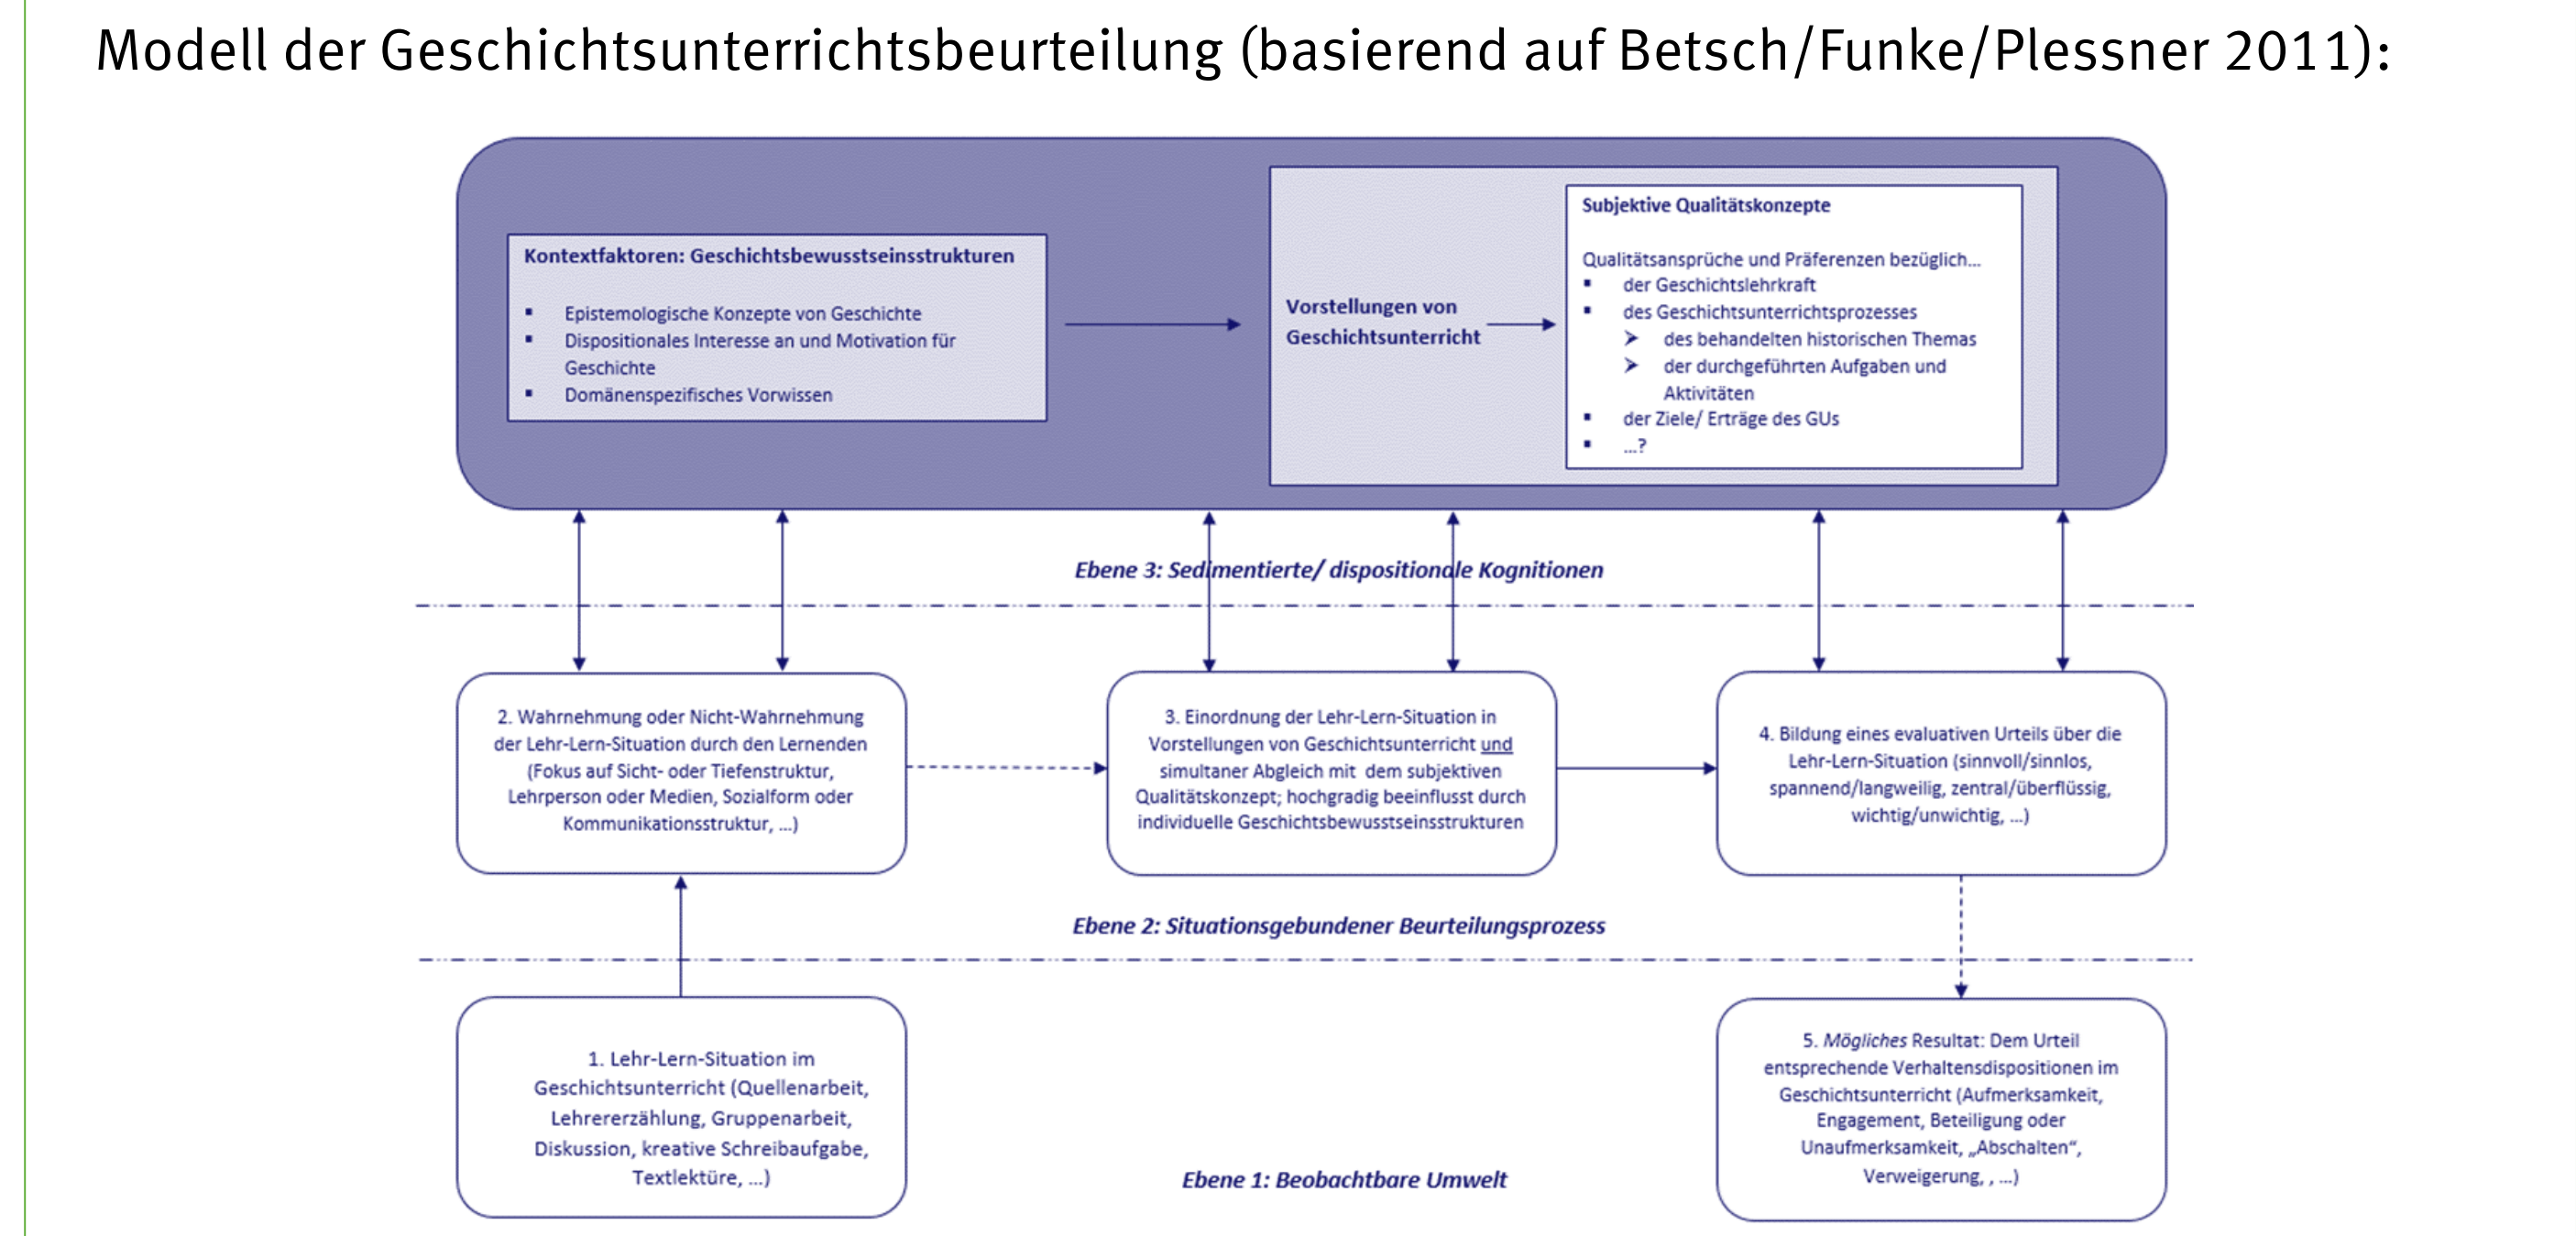 Modell der Geschichtsunterrichtsbeurteilung (basierend auf Betsch/Funke/Plessner 2011):
Kontextfaktoren: Geschichtsbewusstseinsstrukturen
▪ Epistemologische Konzepte von Geschichte
▪ Dispositionales Interesse an und Motivation für
Geschichte
▪ Domänenspezifisches Vorwissen
Vorstellungen von
Geschichtsunterricht
Subjektive Qualitätskonzepte
Qualitätsansprüche und Präferenzen bezüglich...
▪ der Geschichtslehrkraft
▪ des Geschichtsunterrichtsprozesses
➢ des behandelten historischen Themas
➢ der durchgeführten Aufgaben und
Aktivitäten
▪ der Ziele/ Erträge des GUs
▪ ...?
Ebene 3: Sedimentierte/ dispositionale Kognitionen
2. Wahrnehmung oder Nicht-Wahrnehmung
der Lehr-Lern-Situation durch den Lernenden
(Fokus auf Sicht- oder Tiefenstruktur,
Lehrperson oder Medien, Sozialform oder
Kommunikationsstruktur, ...)
3. Einordnung der Lehr-Lern-Situation in
Vorstellungen von Geschichtsunterricht und
simultaner Abgleich mit dem subjektiven
Qualitätskonzept; hochgradig beeinflusst durch
individuelle Geschichtsbewusstseinsstrukturen
4. Bildung eines evaluativen Urteils über die
Lehr-Lern-Situation (sinnvoll/sinnlos,
spannend/langweilig, zentral/überflüssig,
wichtig/unwichtig, ...)
Ebene 2: Situationsgebundener Beurteilungsprozess
1. Lehr-Lern-Situation im
Geschichtsunterricht (Quellenarbeit,
Lehrererzählung, Gruppenarbeit,
Diskussion, kreative Schreibaufgabe,
Textlektüre, ...)
5. Mögliches Resultat: Dem Urteil
entsprechende Verhaltensdispositionen im
Geschichtsunterricht (Aufmerksamkeit,
Engagement, Beteiligung oder
Unaufmerksamkeit, „Abschalten“,
Verweigerung, , ...)
Ebene 1: Beobachtbare Umwelt